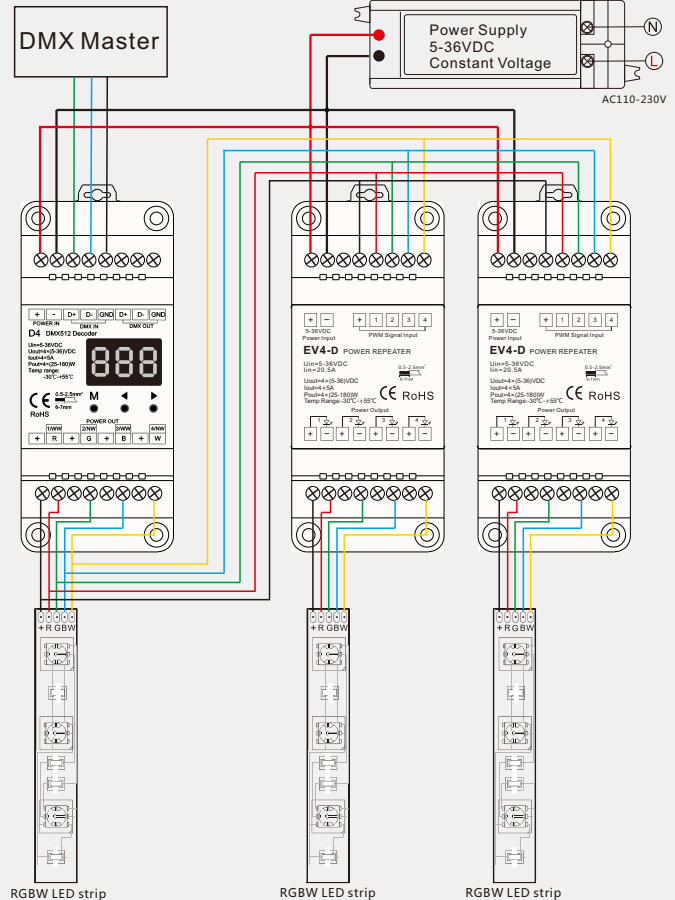 DMX Master
Power Supply
5-36VDC
Constant Voltage
N
L
AC110-230V
+ - D+ D- GND D+ D- GND
POWER IN DMX IN DMX OUT
D4 DMX512 Decoder
Uin=5-36VDC
Uout=4×(5-36)VDC
Iout=4×5A
Pout=4×(25-180)W
Temp range:
-30℃-+55℃
888
CE
RoHS
0.5-2.5mm²
6-7mm
M ◀ ▶
POWER OUT
1/WW 2/NW 3/WW 4/NW
+ R + G + B + W
+ − + 1 2 3 4
5-36VDC
Power Input
PWM Signal Input
EV4-D POWER REPEATER
Uin=5-36VDC
Iin=20.5A
0.5-2.5mm²
6-7mm
Uout=4×(5-36)VDC
Iout=4×5A
Pout=4×(25-180)W
Temp Range:-30℃-+55℃
CE RoHS
Power Output
1 2 3 4
+ − + − + − + −
+ − + 1 2 3 4
5-36VDC
Power Input
PWM Signal Input
EV4-D POWER REPEATER
Uin=5-36VDC
Iin=20.5A
0.5-2.5mm²
6-7mm
Uout=4×(5-36)VDC
Iout=4×5A
Pout=4×(25-180)W
Temp Range:-30℃-+55℃
CE RoHS
Power Output
1 2 3 4
+ − + − + − + −
+ R G B W
+ R G B W
+ R G B W
RGBW LED strip
RGBW LED strip
RGBW LED strip